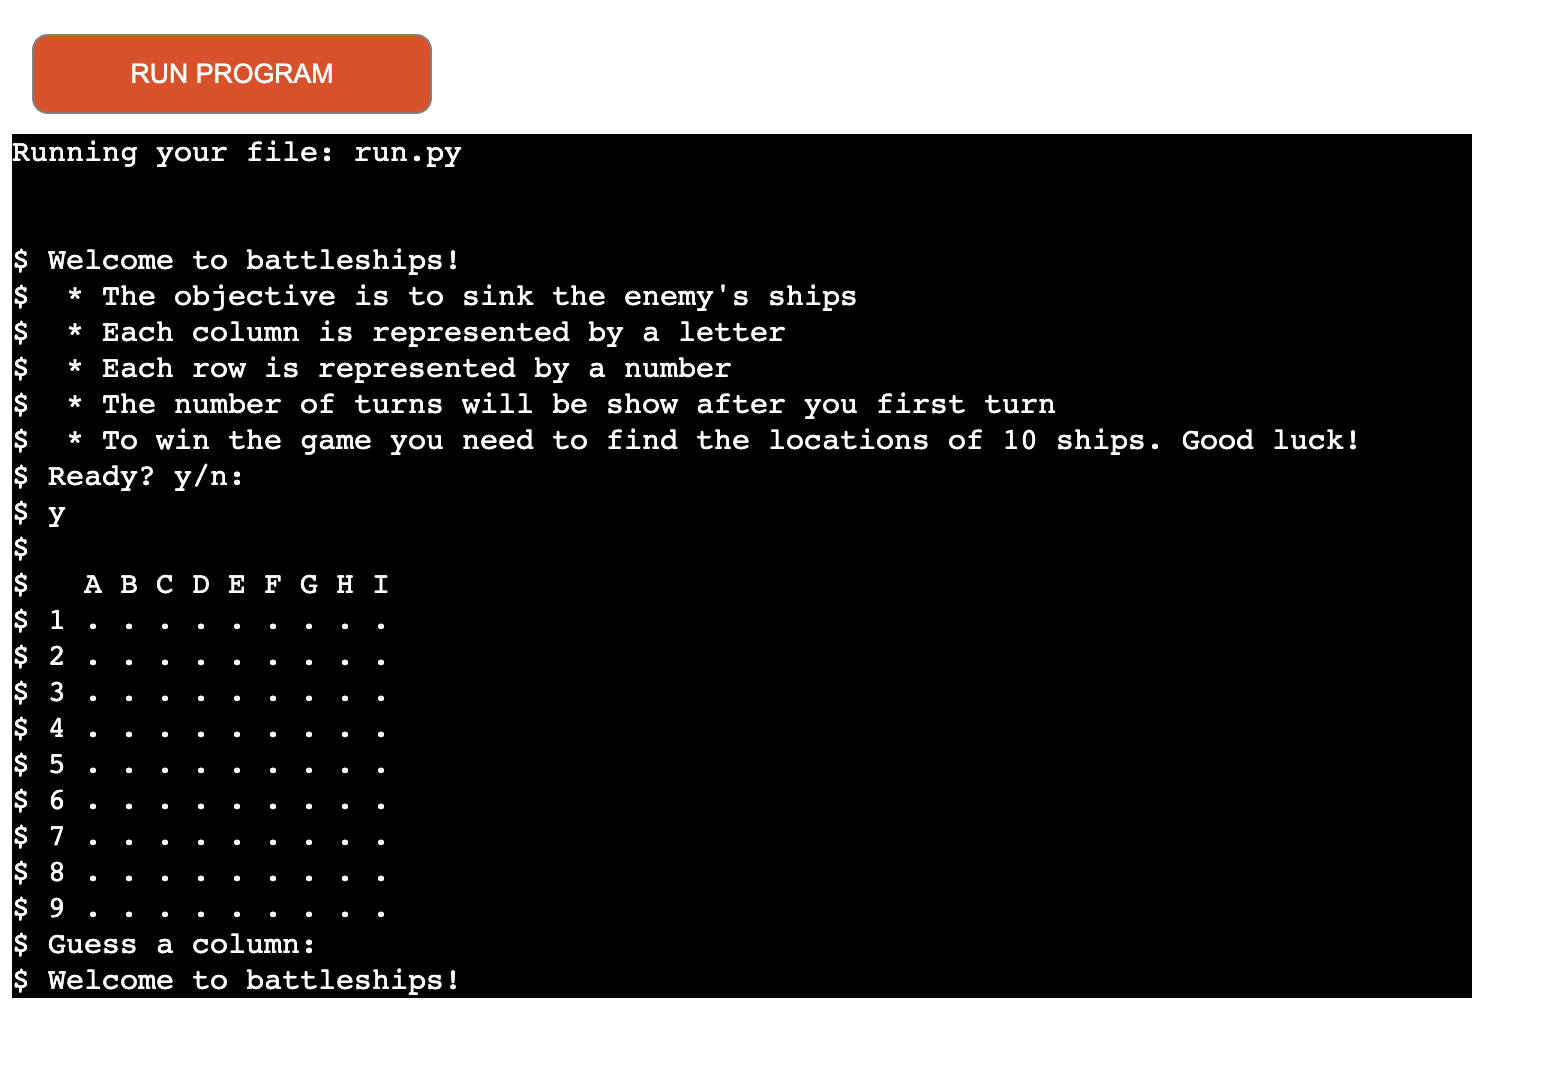 RUN PROGRAM
Running your file: run.py
$ Welcome to battleships!
$  * The objective is to sink the enemy's ships
$  * Each column is represented by a letter
$  * Each row is represented by a number
$  * The number of turns will be show after you first turn
$  * To win the game you need to find the locations of 10 ships. Good luck!
$ Ready? y/n:
$ y
$
$   A B C D E F G H I
$ 1 . . . . . . . . .
$ 2 . . . . . . . . .
$ 3 . . . . . . . . .
$ 4 . . . . . . . . .
$ 5 . . . . . . . . .
$ 6 . . . . . . . . .
$ 7 . . . . . . . . .
$ 8 . . . . . . . . .
$ 9 . . . . . . . . .
$ Guess a column:
$ Welcome to battleships!